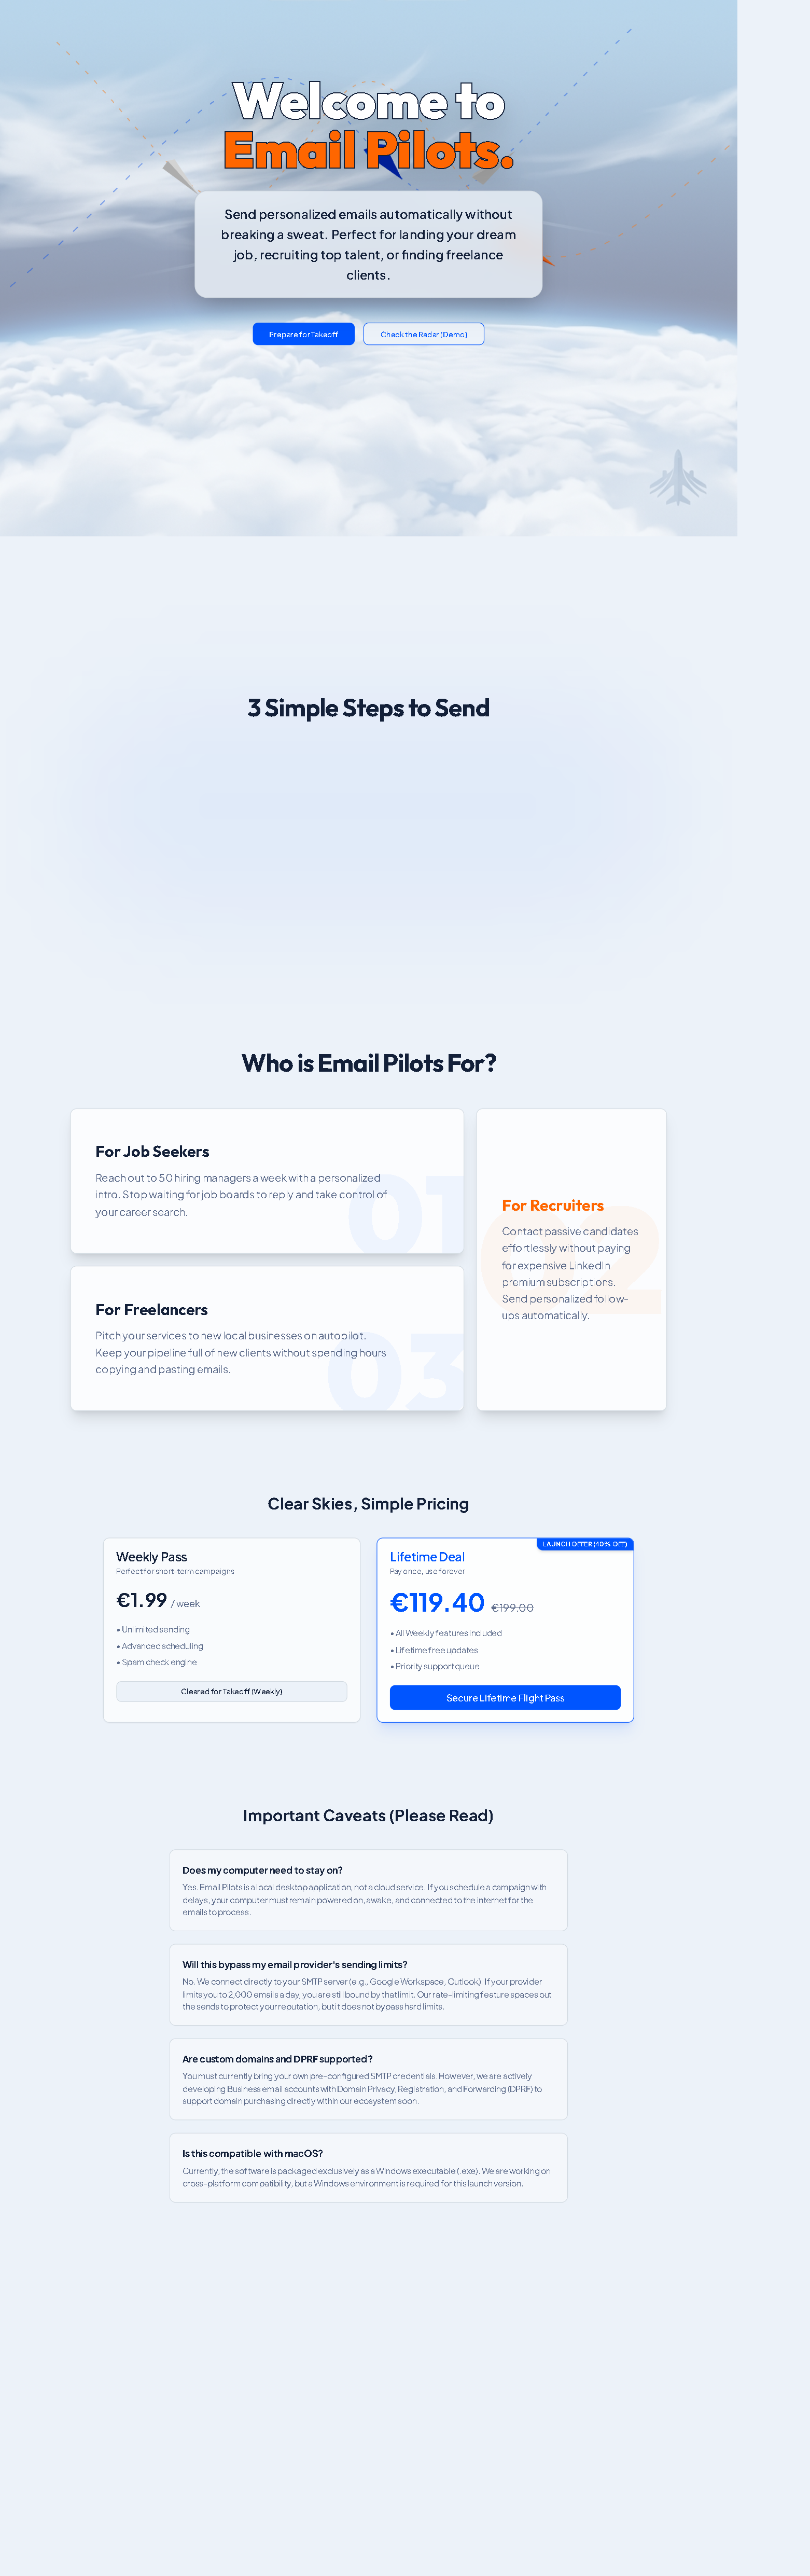 Welcome to
Email Pilots.
Send personalized emails automatically without
breaking a sweat. Perfect for landing your dream
job, recruiting top talent, or finding freelance
clients.
Prepare for Takeoff
Check the Radar (Demo)
3 Simple Steps to Send
Who is Email Pilots For?
For Job Seekers
Reach out to 50 hiring managers a week with a personalized
intro. Stop waiting for job boards to reply and take control of
your career search.
01
For Recruiters
Contact passive candidates
effortlessly without paying
for expensive LinkedIn
premium subscriptions.
Send personalized follow-
ups automatically.
02
For Freelancers
Pitch your services to new local businesses on autopilot.
Keep your pipeline full of new clients without spending hours
copying and pasting emails.
03
Clear Skies, Simple Pricing
Weekly Pass
Perfect for short-term campaigns
€1.99 / week
• Unlimited sending
• Advanced scheduling
• Spam check engine
Cleared for Takeoff (Weekly)
LAUNCH OFFER (40% OFF)
Lifetime Deal
Pay once, use forever
€119.40 €199.00
• All Weekly features included
• Lifetime free updates
• Priority support queue
Secure Lifetime Flight Pass
Important Caveats (Please Read)
Does my computer need to stay on?
Yes. Email Pilots is a local desktop application, not a cloud service. If you schedule a campaign with
delays, your computer must remain powered on, awake, and connected to the internet for the
emails to process.
Will this bypass my email provider's sending limits?
No. We connect directly to your SMTP server (e.g., Google Workspace, Outlook). If your provider
limits you to 2,000 emails a day, you are still bound by that limit. Our rate-limiting feature spaces out
the sends to protect your reputation, but it does not bypass hard limits.
Are custom domains and DPRF supported?
You must currently bring your own pre-configured SMTP credentials. However, we are actively
developing Business email accounts with Domain Privacy, Registration, and Forwarding (DPRF) to
support domain purchasing directly within our ecosystem soon.
Is this compatible with macOS?
Currently, the software is packaged exclusively as a Windows executable (.exe). We are working on
cross-platform compatibility, but a Windows environment is required for this launch version.